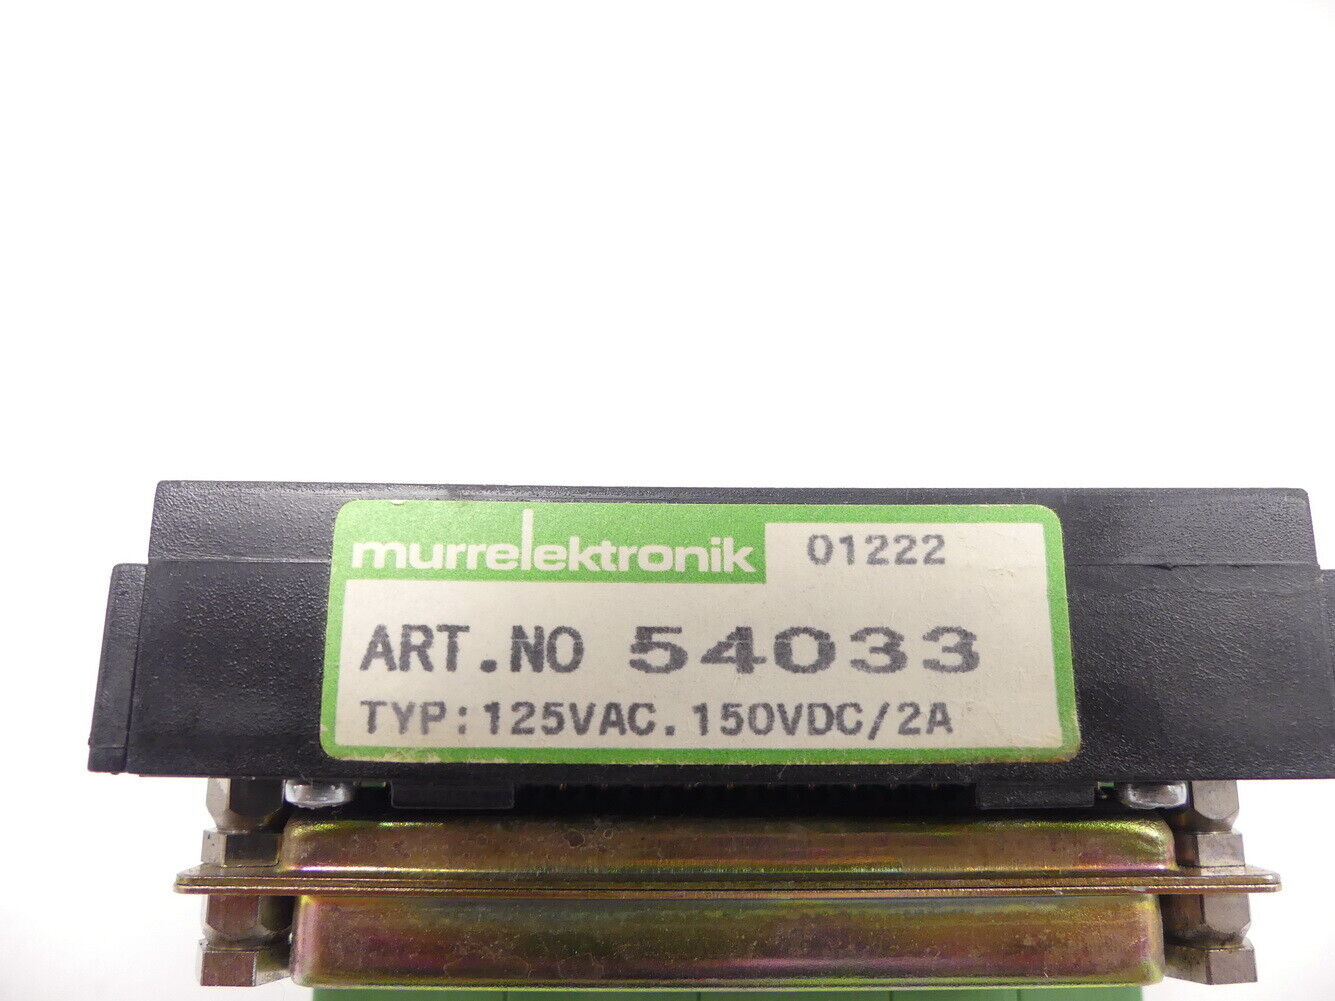 murrelektronik 01222
ART.NO 54033
TYP:125VAC.150VDC/2A